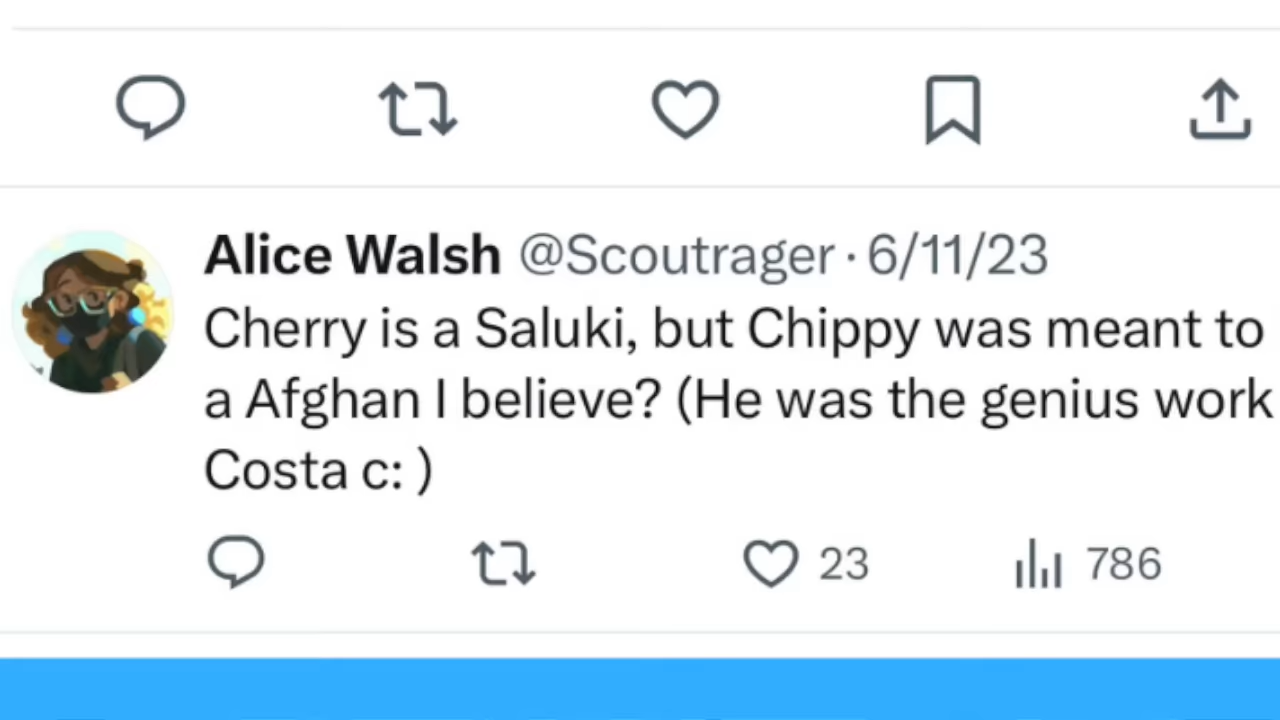 Alice Walsh @Scoutrager · 6/11/23
Cherry is a Saluki, but Chippy was meant to
a Afghan I believe? (He was the genius work
Costa c: )
23 786